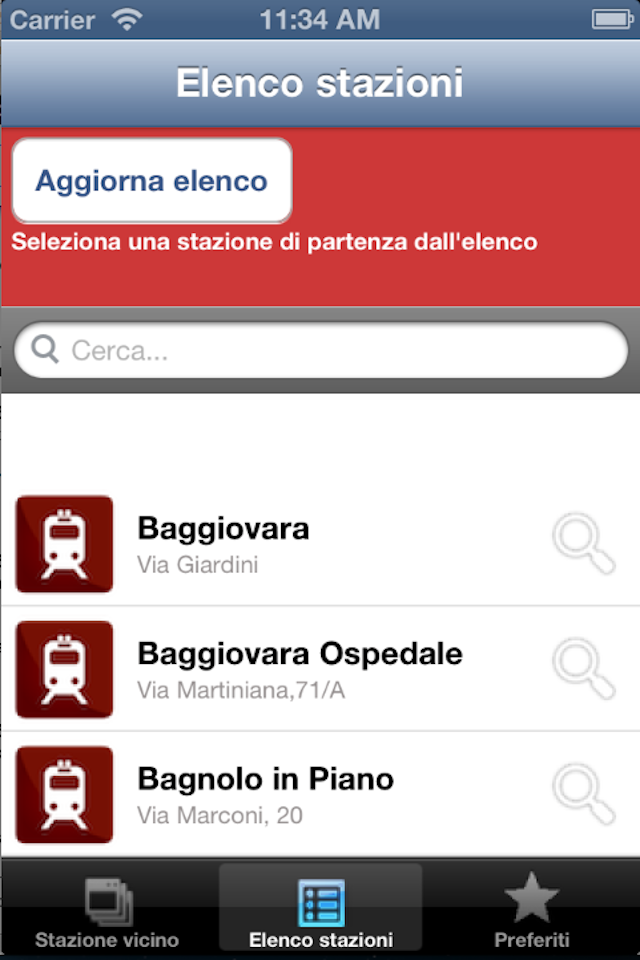 Carrier 11:34 AM
Elenco stazioni
Aggiorna elenco
Seleziona una stazione di partenza dall'elenco
Cerca...
Baggiovara
Via Giardini
Baggiovara Ospedale
Via Martiniana,71/A
Bagnolo in Piano
Via Marconi, 20
Stazione vicino Elenco stazioni Preferiti